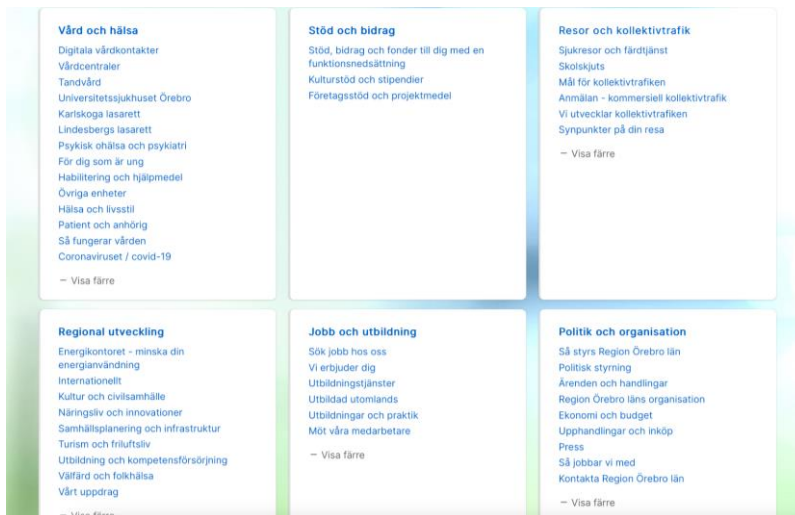 Vård och hälsa
Digitala vårdkontakter
Vårdcentraler
Tandvård
Universitetssjukhuset Örebro
Karlskoga lasarett
Lindesbergs lasarett
Psykisk ohälsa och psykiatri
För dig som är ung
Habilitering och hjälpmedel
Övriga enheter
Hälsa och livsstil
Patient och anhörig
Så fungerar vården
Coronaviruset / covid-19
− Visa färre
Stöd och bidrag
Stöd, bidrag och fonder till dig med en
funktionsnedsättning
Kulturstöd och stipendier
Företagsstöd och projektmedel
Resor och kollektivtrafik
Sjukresor och färdtjänst
Skolskjuts
Mål för kollektivtrafiken
Anmälan - kommersiell kollektivtrafik
Vi utvecklar kollektivtrafiken
Synpunkter på din resa
− Visa färre
Regional utveckling
Energikontoret - minska din
energianvändning
Internationellt
Kultur och civilsamhälle
Näringsliv och innovationer
Samhällsplanering och infrastruktur
Turism och friluftsliv
Utbildning och kompetensförsörjning
Välfärd och folkhälsa
Vårt uppdrag
− Visa färre
Jobb och utbildning
Sök jobb hos oss
Vi erbjuder dig
Utbildningstjänster
Utbildad utomlands
Utbildningar och praktik
Möt våra medarbetare
− Visa färre
Politik och organisation
Så styrs Region Örebro län
Politisk styrning
Ärenden och handlingar
Region Örebro läns organisation
Ekonomi och budget
Upphandlingar och inköp
Press
Så jobbar vi med
Kontakta Region Örebro län
− Visa färre